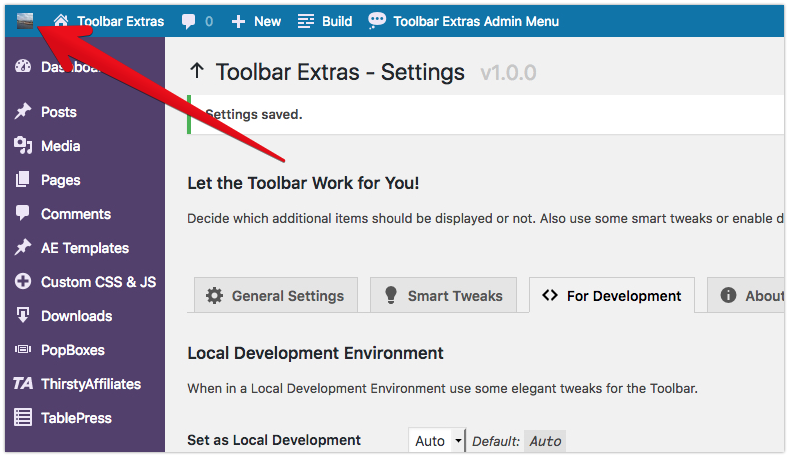 Toolbar Extras 0 + New Build Toolbar Extras Admin Menu
Posts
Media
Pages
Comments
AE Templates
Custom CSS & JS
Downloads
PopBoxes
TA ThirstyAffiliates
TablePress
Toolbar Extras - Settings v1.0.0
Settings saved.
Let the Toolbar Work for You!
Decide which additional items should be displayed or not. Also use some smart tweaks or enable d
General Settings Smart Tweaks <> For Development About
Local Development Environment
When in a Local Development Environment use some elegant tweaks for the Toolbar.
Set as Local Development Auto Default: Auto